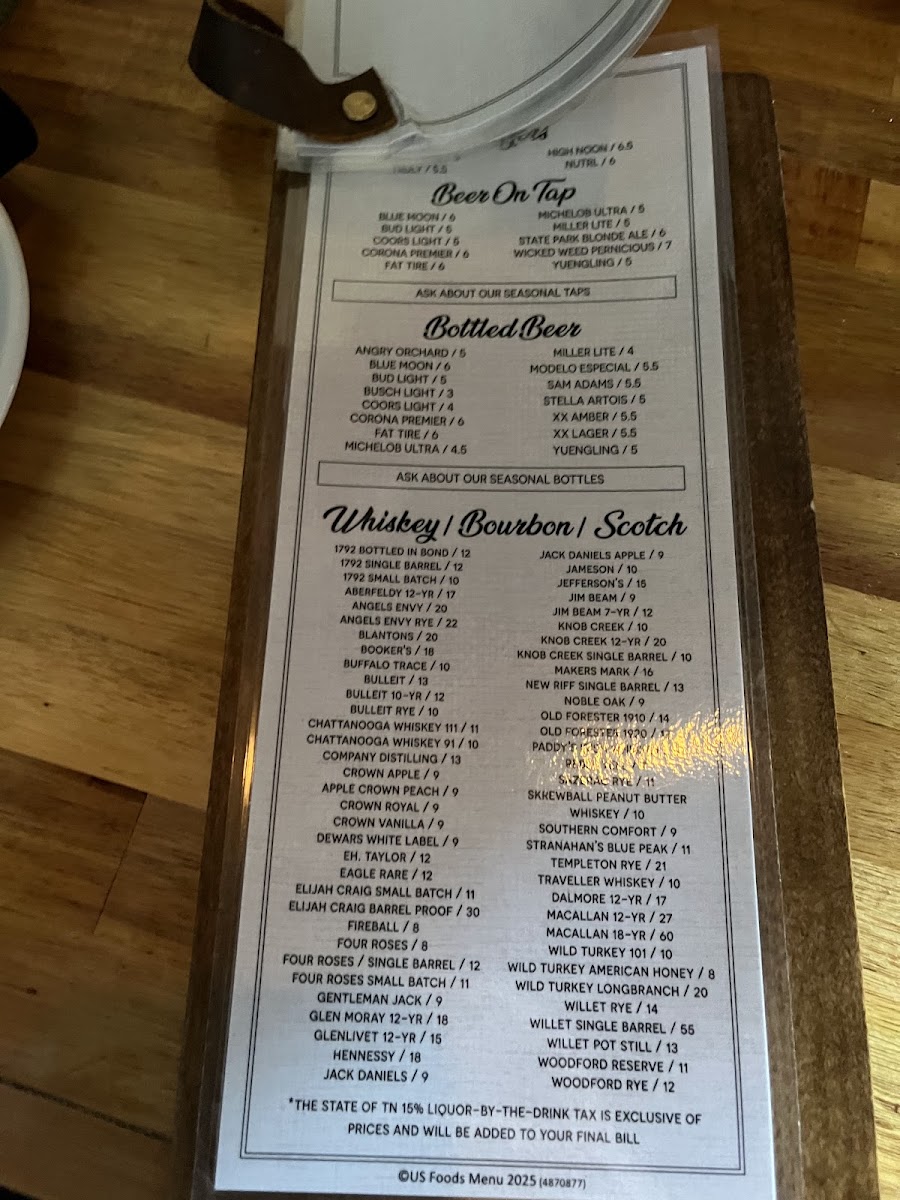 HIGH NOON / 6.5
NUTRL / 6
Beer On Tap
BLUE MOON / 6
BUD LIGHT / 5
COORS LIGHT / 5
CORONA PREMIER / 6
FAT TIRE / 6
MICHELOB ULTRA / 5
MILLER LITE / 5
STATE PARK BLONDE ALE / 6
WICKED WEED PERNICIOUS / 7
YUENGLING / 5
ASK ABOUT OUR SEASONAL TAPS
Bottled Beer
ANGRY ORCHARD / 5
BLUE MOON / 6
BUD LIGHT / 5
BUSCH LIGHT / 3
COORS LIGHT / 4
CORONA PREMIER / 6
FAT TIRE / 6
MICHELOB ULTRA / 4.5
MILLER LITE / 4
MODELO ESPECIAL / 5.5
SAM ADAMS / 5.5
STELLA ARTOIS / 5
XX AMBER / 5.5
XX LAGER / 5.5
YUENGLING / 5
ASK ABOUT OUR SEASONAL BOTTLES
Whiskey / Bourbon / Scotch
1792 BOTTLED IN BOND / 12
1792 SINGLE BARREL / 12
1792 SMALL BATCH / 10
ABERFELDY 12-YR / 17
ANGELS ENVY / 20
ANGELS ENVY RYE / 22
BLANTONS / 20
BOOKER'S / 18
BUFFALO TRACE / 10
BULLEIT / 13
BULLEIT 10-YR / 12
BULLEIT RYE / 10
CHATTANOOGA WHISKEY 111 / 11
CHATTANOOGA WHISKEY 91 / 10
COMPANY DISTILLING / 13
CROWN APPLE / 9
APPLE CROWN PEACH / 9
CROWN ROYAL / 9
CROWN VANILLA / 9
DEWARS WHITE LABEL / 9
EH. TAYLOR / 12
EAGLE RARE / 12
ELIJAH CRAIG SMALL BATCH / 11
ELIJAH CRAIG BARREL PROOF / 30
FIREBALL / 8
FOUR ROSES / 8
FOUR ROSES / SINGLE BARREL / 12
FOUR ROSES SMALL BATCH / 11
GENTLEMAN JACK / 9
GLEN MORAY 12-YR / 18
GLENLIVET 12-YR / 15
HENNESSY / 18
JACK DANIELS / 9
JACK DANIELS APPLE / 9
JAMESON / 10
JEFFERSON'S / 15
JIM BEAM / 9
JIM BEAM 7-YR / 12
KNOB CREEK / 10
KNOB CREEK 12-YR / 20
KNOB CREEK SINGLE BARREL / 10
MAKERS MARK / 16
NEW RIFF SINGLE BARREL / 13
NOBLE OAK / 9
OLD FORESTER 1910 / 14
OLD FORESTER 1920 /
PADDY'S
SAZERAC RYE / 11
SKREWBALL PEANUT BUTTER
WHISKEY / 10
SOUTHERN COMFORT / 9
STRANAHAN'S BLUE PEAK / 11
TEMPLETON RYE / 21
TRAVELLER WHISKEY / 10
DALMORE 12-YR / 17
MACALLAN 12-YR / 27
MACALLAN 18-YR / 60
WILD TURKEY 101 / 10
WILD TURKEY AMERICAN HONEY / 8
WILD TURKEY LONGBRANCH / 20
WILLET RYE / 14
WILLET SINGLE BARREL / 55
WILLET POT STILL / 13
WOODFORD RESERVE / 11
WOODFORD RYE / 12
*THE STATE OF TN 15% LIQUOR-BY-THE-DRINK TAX IS EXCLUSIVE OF
PRICES AND WILL BE ADDED TO YOUR FINAL BILL
©US Foods Menu 2025 (4870877)